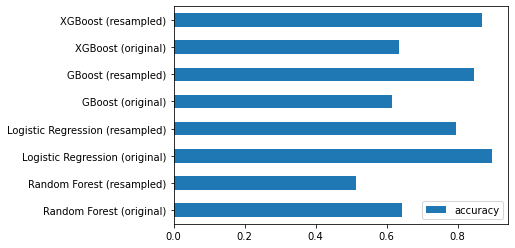 XGBoost (resampled)
XGBoost (original)
GBoost (resampled)
GBoost (original)
Logistic Regression (resampled)
Logistic Regression (original)
Random Forest (resampled)
Random Forest (original)
accuracy
0.0 0.2 0.4 0.6 0.8